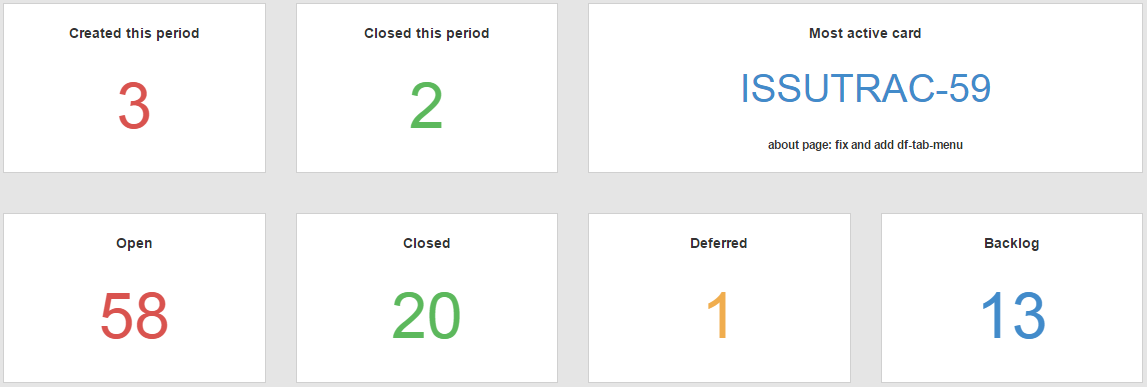 Created this period
3
Closed this period
2
Most active card
ISSUTRAC-59
about page: fix and add df-tab-menu
Open
58
Closed
20
Deferred
1
Backlog
13